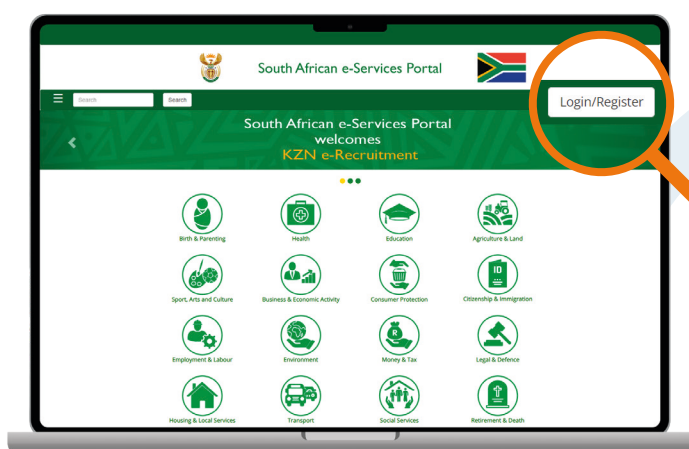 South African e-Services Portal
Search
Search
Login/Register
South African e-Services Portal
welcomes
KZN e-Recruitment
Birth & Parenting
Health
Education
Agriculture & Land
Sport, Arts and Culture
Business & Economic Activity
Consumer Protection
ID
Citizenship & Immigration
Employment & Labour
Environment
R
Money & Tax
Legal & Defence
Housing & Local Services
Transport
Social Services
Retirement & Death